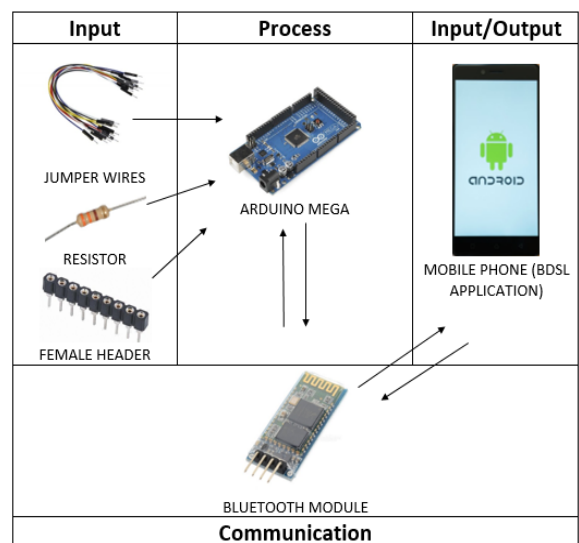 Input
Process
Input/Output
JUMPER WIRES
RESISTOR
FEMALE HEADER
ARDUINO MEGA
ANDROID
MOBILE PHONE (BDSL
APPLICATION)
BLUETOOTH MODULE
Communication